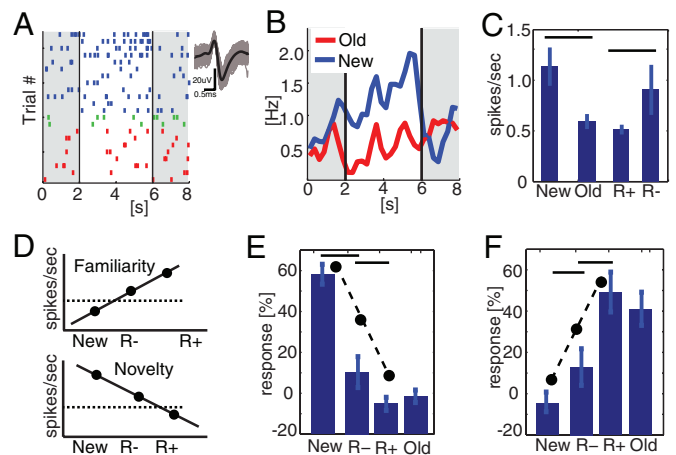 A
Trial #
20uV
0.5ms
0 2 4 6 8
[s]
B
Old
New
[Hz]
2.0
1.5
1.0
0.5
0 2 4 6 8
[s]
C
spikes/sec
1.5
1.0
0.5
0
New Old R+ R-
D
spikes/sec
Familiarity
New R- R+
spikes/sec
Novelty
New R- R+
E
response [%]
60
40
20
0
-20
New R− R+ Old
F
response [%]
60
40
20
0
-20
New R− R+ Old